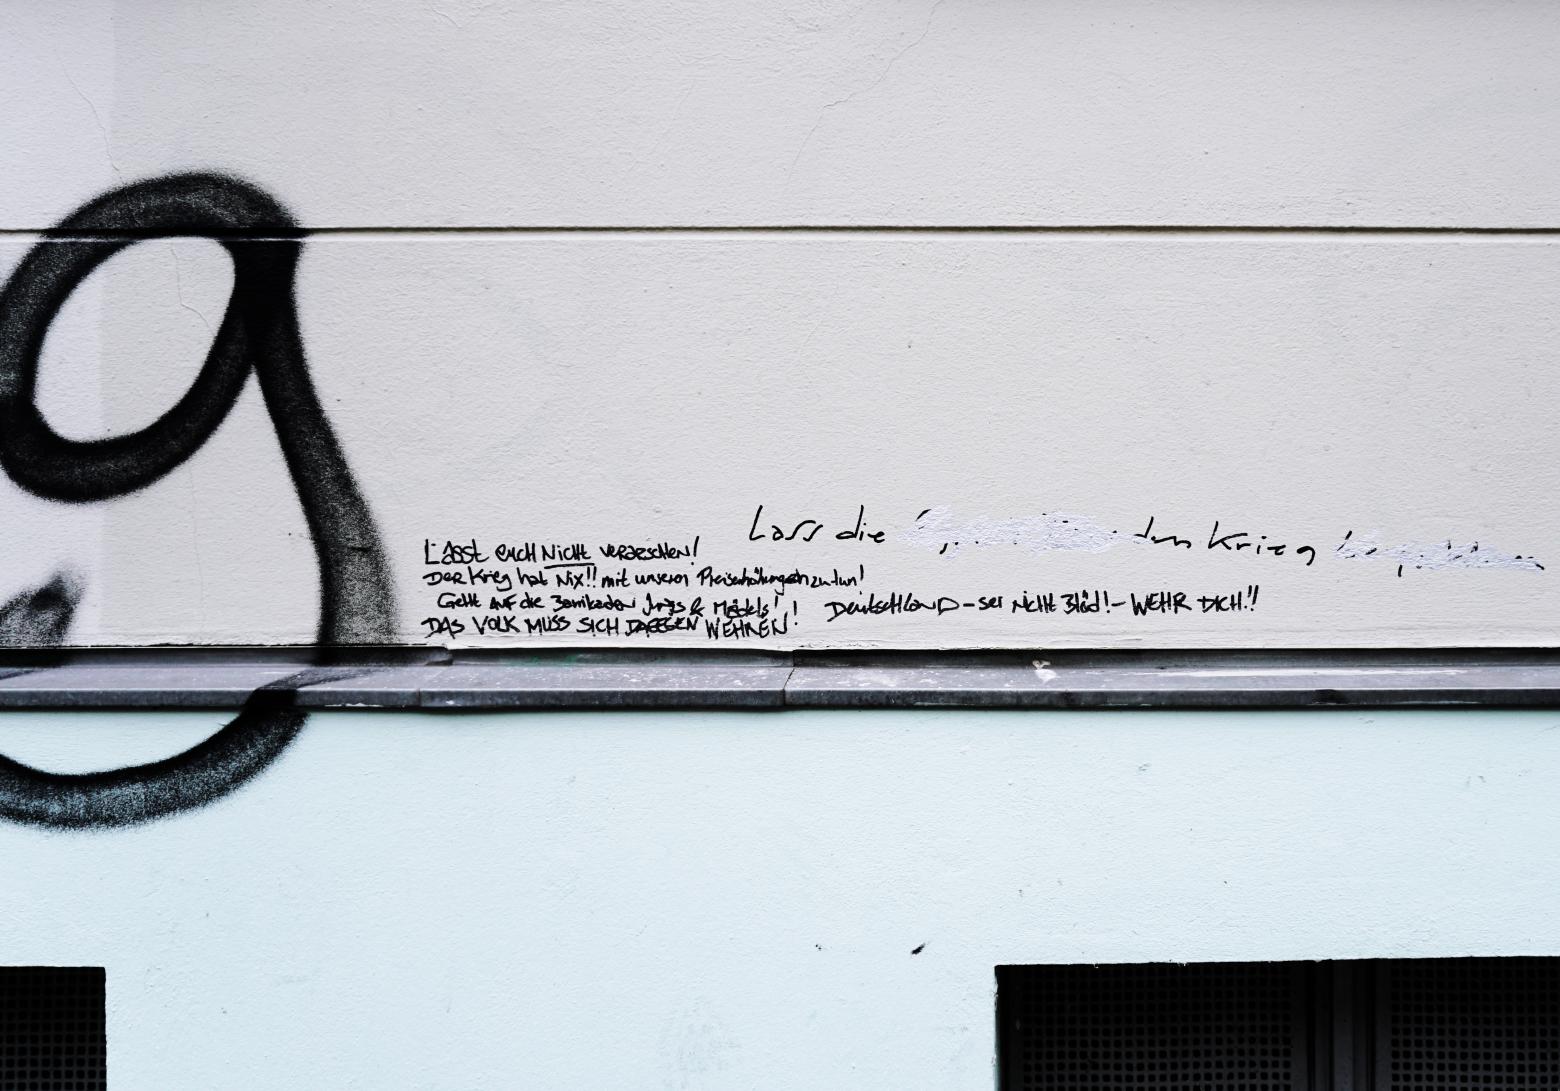 Lass die den Krieg
Lasst euch Nicht verarschen!
Der Krieg hat Nix!! mit unseren Preiserhöhungen zu tun!
Geht auf die Barrikaden Jungs & Mädels!
DAS VOLK MUSS SICH DAGEGEN WEHREN!
DeutschLanD - sei nicht Blöd! - WEHR DICH!!